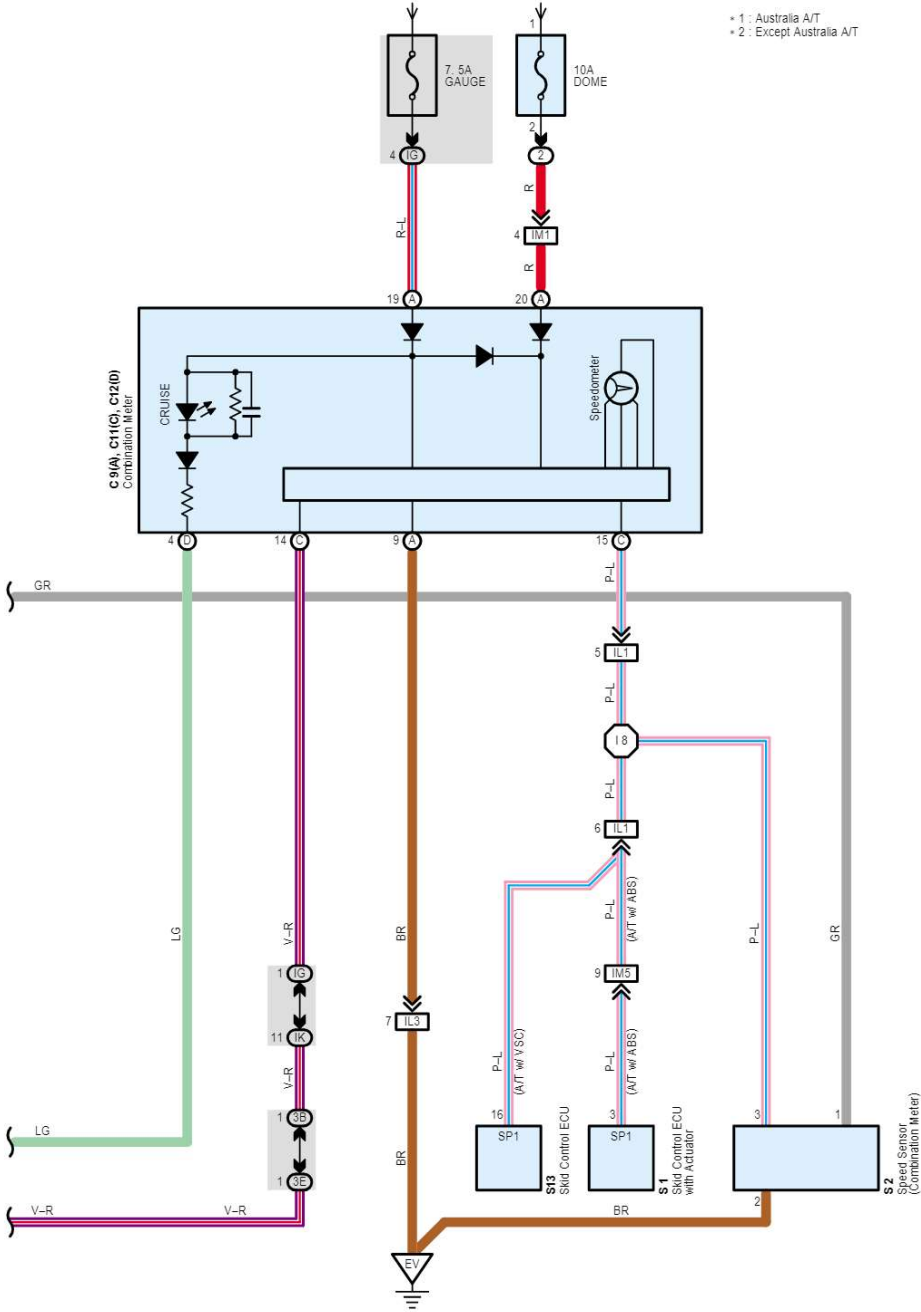 * 1 : Australia A/T
* 2 : Except Australia A/T
1
7. 5A
GAUGE
10A
DOME
2
4 IG
2
R-L
R
4 IM1
R
19 A
20 A
C 9(A), C11(C), C12(D)
Combination Meter
CRUISE
Speedometer
4 D
14 C
9 A
15 C
GR
P-L
5 IL1
P-L
I 8
P-L
6 IL1
LG
V-R
BR
P-L
(A/T w/ ABS)
P-L
GR
1 IG
9 IM5
7 IL3
11 IK
V-R
P-L
(A/T w/ VSC)
P-L
(A/T w/ ABS)
1 3B
16
3
3
1
LG
SP1
SP1
BR
1 3E
S13
Skid Control ECU
S 1
Skid Control ECU
with Actuator
S 2
Speed Sensor
(Combination Meter)
V-R
V-R
BR
2
EV